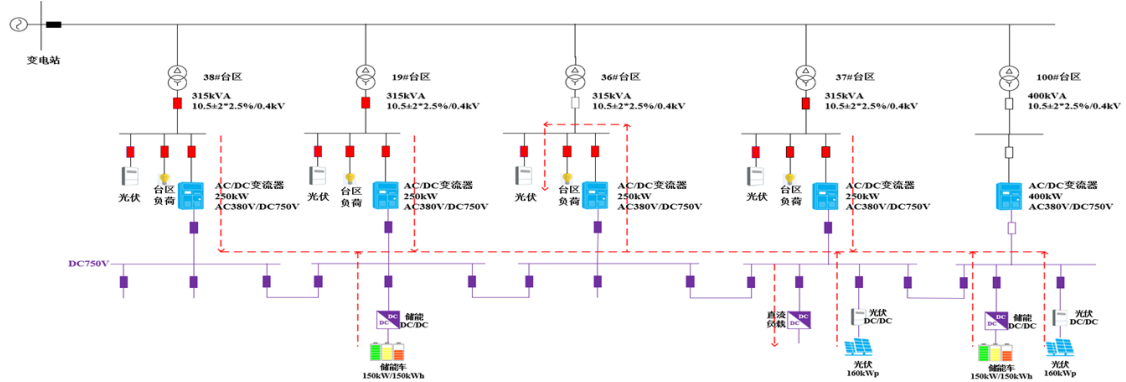 变电站
38#台区
315kVA
10.5±2*2.5%/0.4kV
19#台区
315kVA
10.5±2*2.5%/0.4kV
36#台区
315kVA
10.5±2*2.5%/0.4kV
37#台区
315kVA
10.5±2*2.5%/0.4kV
100#台区
400kVA
10.5±2*2.5%/0.4kV
光伏
台区
负荷
AC/DC变流器
250kW
AC380V/DC750V
光伏
台区
负荷
AC/DC变流器
250kW
AC380V/DC750V
光伏
台区
负荷
AC/DC变流器
250kW
AC380V/DC750V
光伏
台区
负荷
AC/DC变流器
250kW
AC380V/DC750V
AC/DC变流器
400kW
AC380V/DC750V
DC750V
DC
DC
储能
DC/DC
储能车
150kW/150kWh
直流
负载
DC
DC
光伏
DC/DC
光伏
160kWp
DC
DC
储能
DC/DC
储能车
150kW/150kWh
光伏
DC/DC
光伏
160kWp